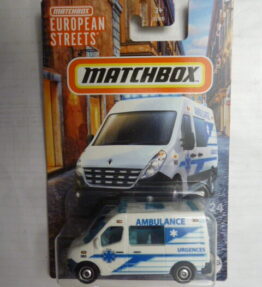 MATCHBOX
EUROPEAN
STREETS
MATCHBOX
AMBULANCE
URGENCES